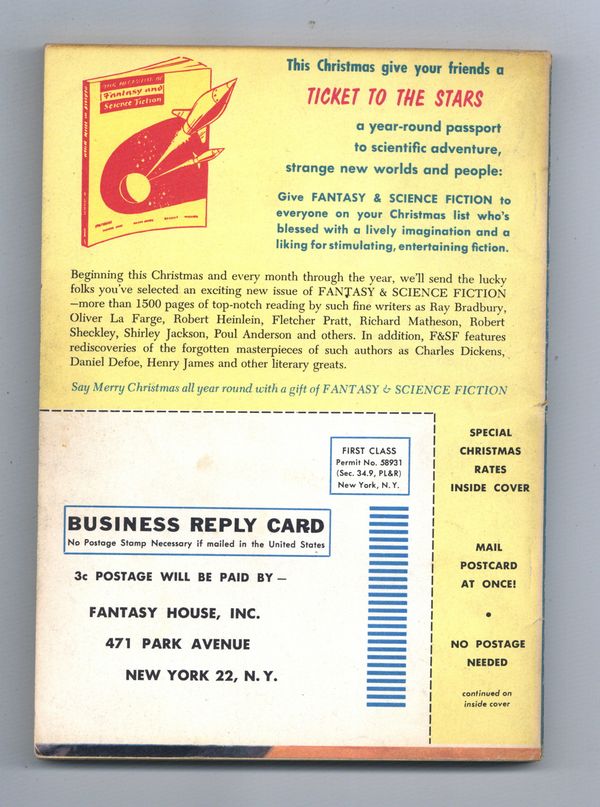 THE MAGAZINE OF
Fantasy and
Science Fiction
This Christmas give your friends a
TICKET TO THE STARS
a year-round passport
to scientific adventure,
strange new worlds and people:
Give FANTASY & SCIENCE FICTION to
everyone on your Christmas list who's
blessed with a lively imagination and a
liking for stimulating, entertaining fiction.
Beginning this Christmas and every month through the year, we'll send the lucky
folks you've selected an exciting new issue of FANTASY & SCIENCE FICTION
—more than 1500 pages of top-notch reading by such fine writers as Ray Bradbury,
Oliver La Farge, Robert Heinlein, Fletcher Pratt, Richard Matheson, Robert
Sheckley, Shirley Jackson, Poul Anderson and others. In addition, F&SF features
rediscoveries of the forgotten masterpieces of such authors as Charles Dickens,
Daniel Defoe, Henry James and other literary greats.
Say Merry Christmas all year round with a gift of FANTASY & SCIENCE FICTION
FIRST CLASS
Permit No. 58931
(Sec. 34.9, PL&R)
New York, N. Y.
BUSINESS REPLY CARD
No Postage Stamp Necessary if mailed in the United States
3c POSTAGE WILL BE PAID BY —
FANTASY HOUSE, INC.
471 PARK AVENUE
NEW YORK 22, N. Y.
SPECIAL
CHRISTMAS
RATES
INSIDE COVER
MAIL
POSTCARD
AT ONCE!
•
NO POSTAGE
NEEDED
continued on
inside cover